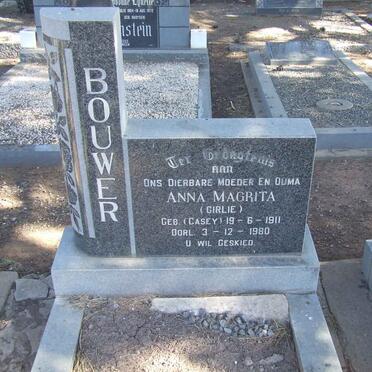 BOUWER
Ter Gedagtenis
AAN
ONS DIERBARE MOEDER EN OUMA
ANNA MAGRITA
(GIRLIE)
GEB. (CASEY) 19-6-1911
OORL. 3-12-1980
U WIL GESKIED.